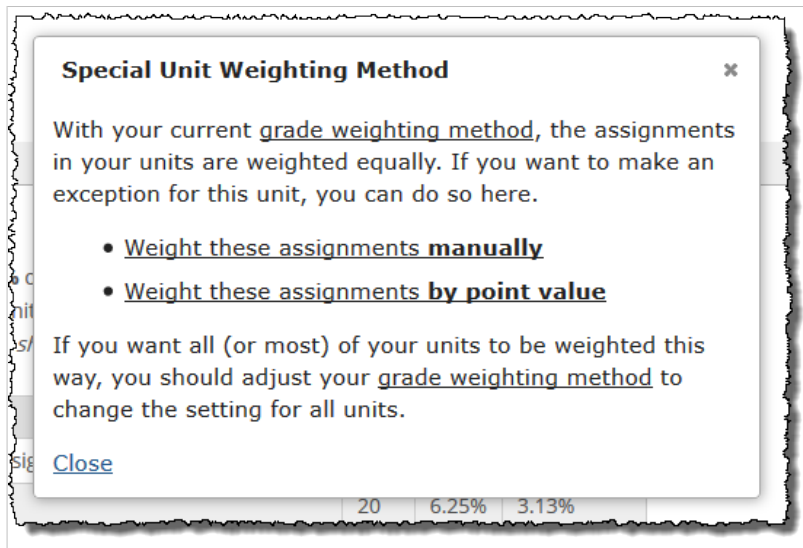 Special Unit Weighting Method ×
With your current grade weighting method, the assignments
in your units are weighted equally. If you want to make an
exception for this unit, you can do so here.
• Weight these assignments manually
• Weight these assignments by point value
If you want all (or most) of your units to be weighted this
way, you should adjust your grade weighting method to
change the setting for all units.
Close
20 6.25% 3.13%